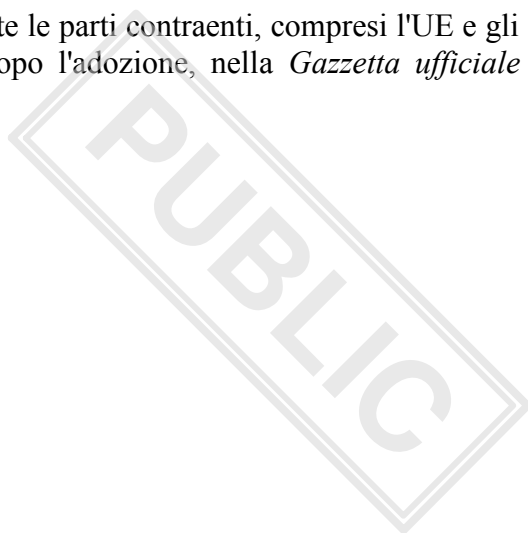 te le parti contraenti, compresi l'UE e gli
opo l'adozione, nella Gazzetta ufficiale
PUBLIC